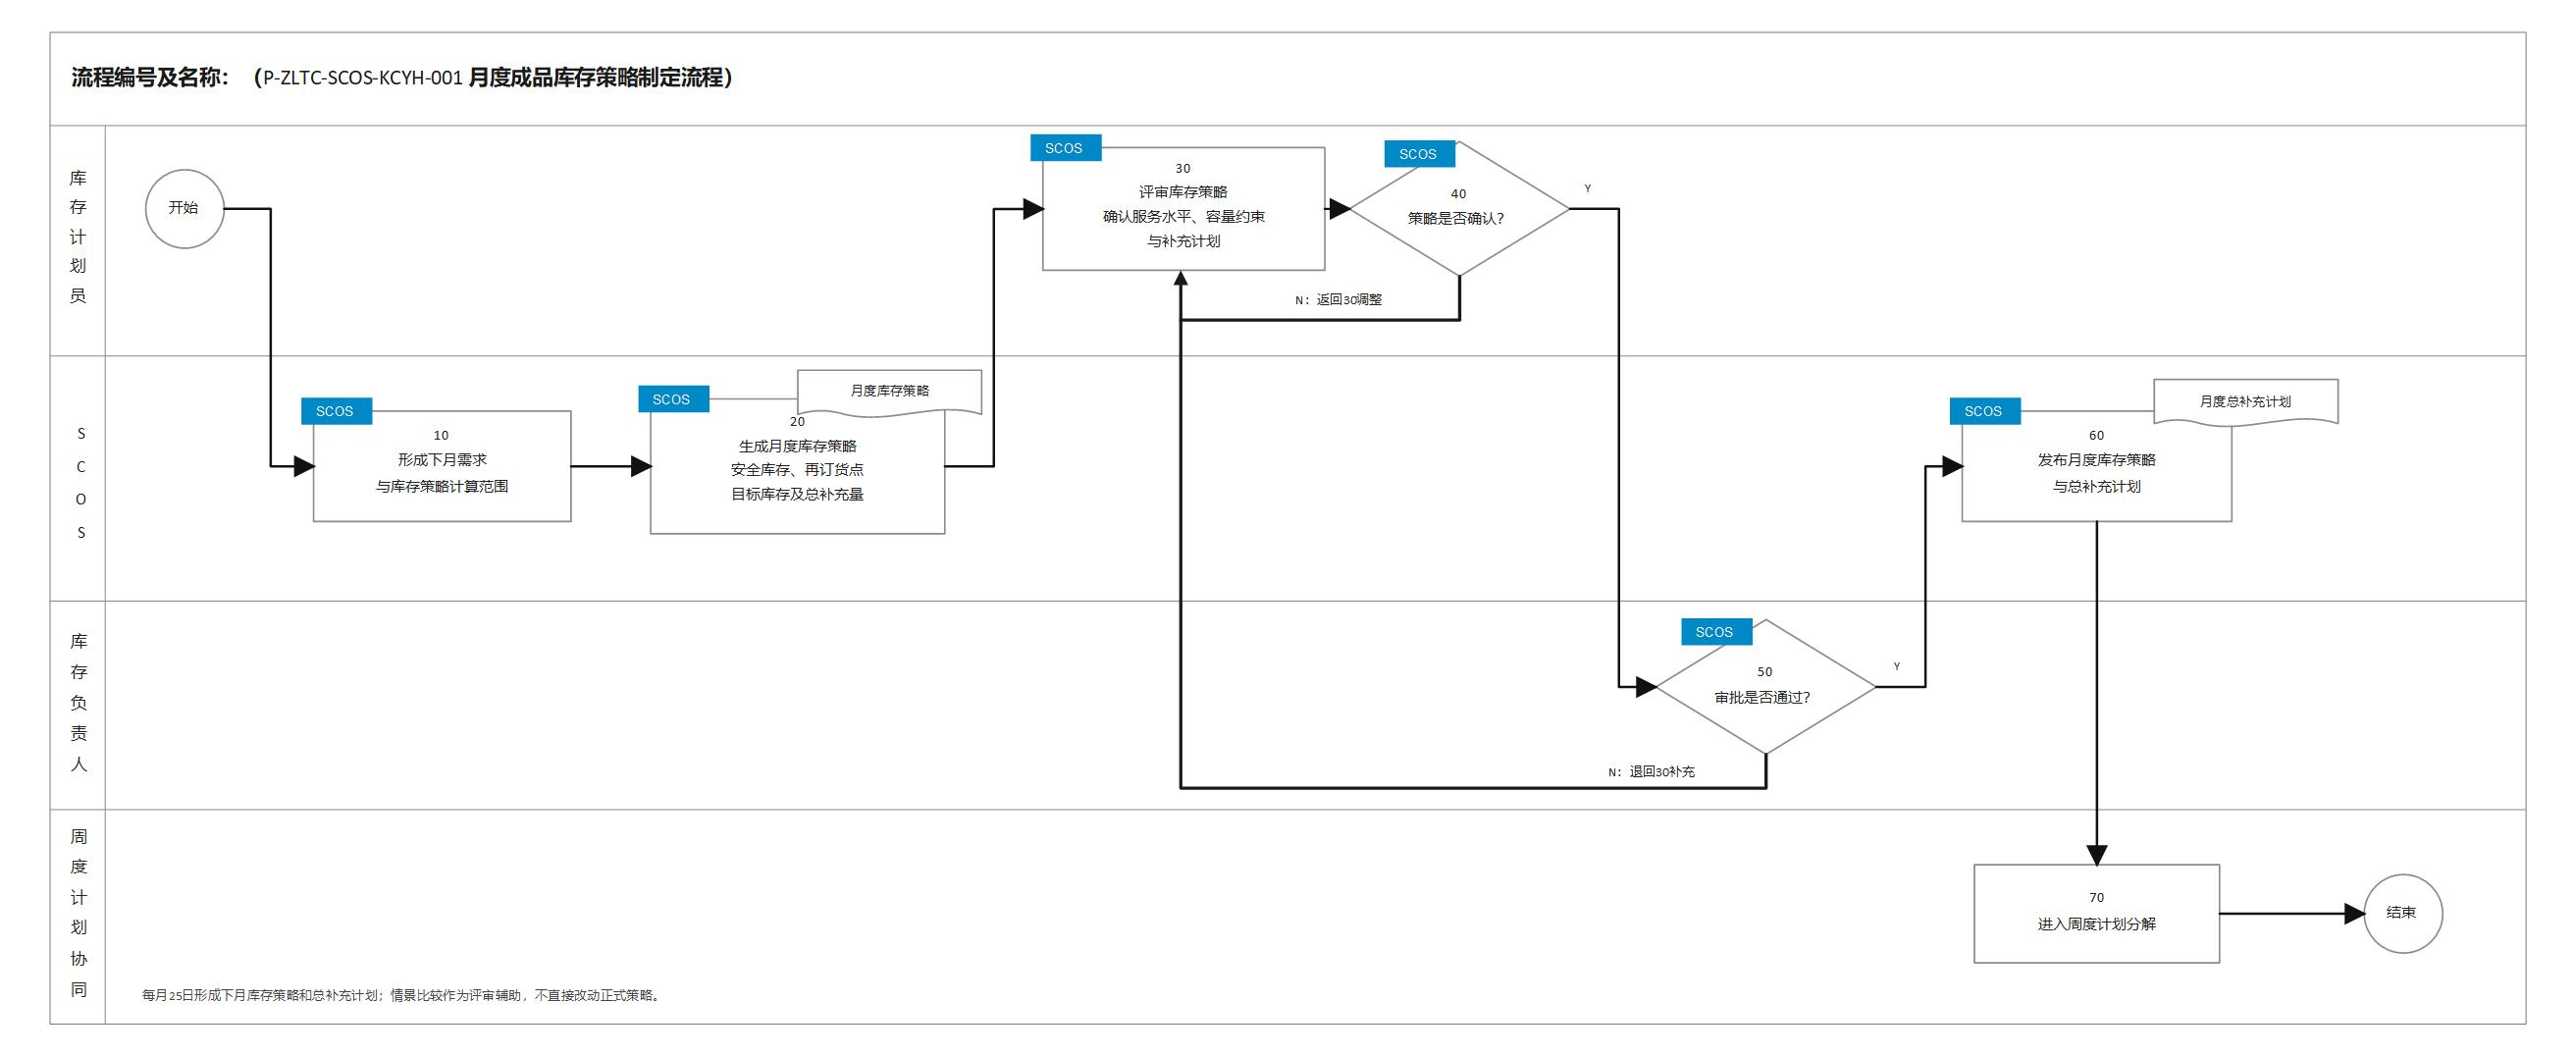 流程编号及名称：（P-ZLTC-SCOS-KCYH-001 月度成品库存策略制定流程）
库存计划员
开始
SCOS
30
评审库存策略
确认服务水平、容量约束
与补充计划
SCOS
40
策略是否确认？
Y
N：返回30调整
SCOS
SCOS
10
形成下月需求
与库存策略计算范围
SCOS
月度库存策略
20
生成月度库存策略
安全库存、再订货点
目标库存及总补充量
SCOS
月度总补充计划
60
发布月度库存策略
与总补充计划
库存负责人
SCOS
50
审批是否通过？
Y
N：退回30补充
周度计划协同
70
进入周度计划分解
结束
每月25日形成下月库存策略和总补充计划；情景比较作为评审辅助，不直接改动正式策略。